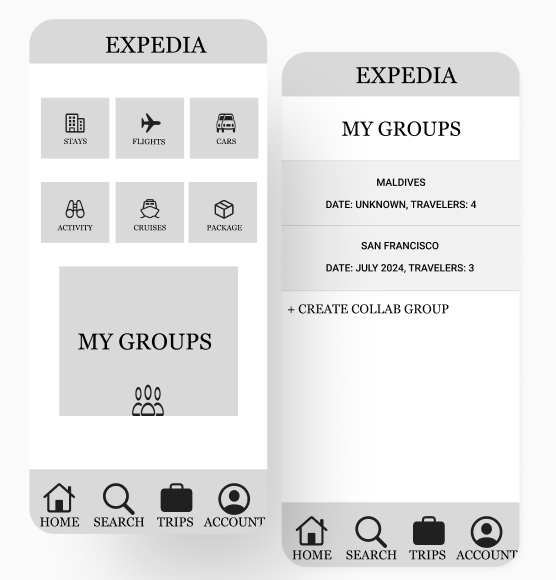 EXPEDIA
STAYS
FLIGHTS
CARS
ACTIVITY
CRUISES
PACKAGE
MY GROUPS
HOME
SEARCH
TRIPS
ACCOUNT
EXPEDIA
MY GROUPS
MALDIVES
DATE: UNKNOWN, TRAVELERS: 4
SAN FRANCISCO
DATE: JULY 2024, TRAVELERS: 3
+ CREATE COLLAB GROUP
HOME
SEARCH
TRIPS
ACCOUNT